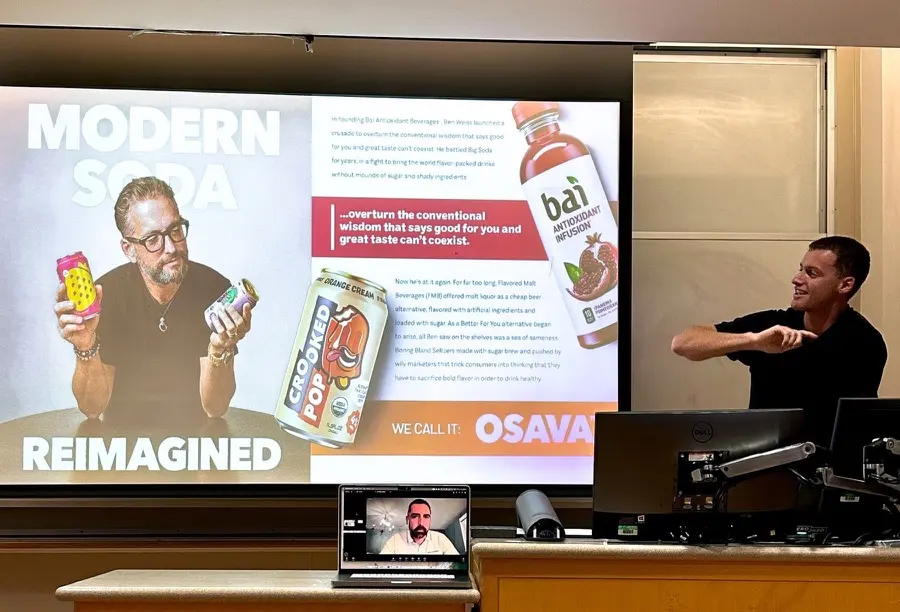 MODERN
SODA
REIMAGINED
In founding Bai Antioxidant Beverages, Ben Weiss launched a
crusade to overturn the conventional wisdom that says good
for you and great taste can't coexist. He battled Big Soda
for years, in a fight to bring the world flavor-packed drinks
without mounds of sugar and shady ingredients
...overturn the conventional
wisdom that says good for you and
great taste can't coexist.
bai
ANTIOXIDANT
INFUSION
Now he's at it again. For far too long, Flavored Malt
Beverages (FMB) offered malt liquor as a cheap beer
alternative, flavored with artificial ingredients and
loaded with sugar. As a Better For You alternative began
to arise, all Ben saw on the shelves was a sea of sameness
Boring Bland Seltzers made with sugar brew and pushed by
wily marketers that trick consumers into thinking that they
have to sacrifice bold flavor in order to drink healthy
ORANGE CREAM
CROOKED
POP
WE CALL IT: OSAVA
DELL